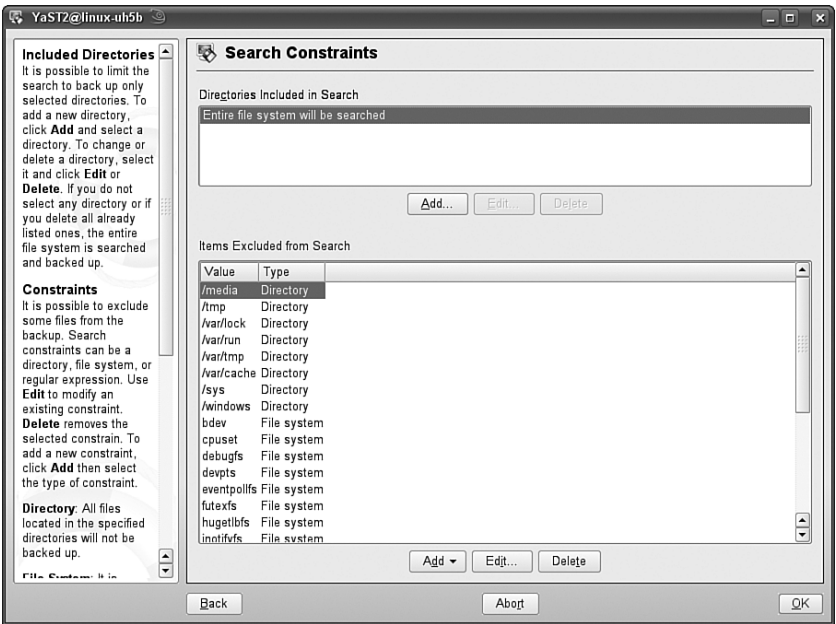 YaST2@linux-uh5b
Included Directories
It is possible to limit the
search to back up only
selected directories. To
add a new directory,
click Add and select a
directory. To change or
delete a directory, select
it and click Edit or
Delete. If you do not
select any directory or if
you delete all already
listed ones, the entire
file system is searched
and backed up.
Constraints
It is possible to exclude
some files from the
backup. Search
constraints can be a
directory, file system, or
regular expression. Use
Edit to modify an
existing constraint.
Delete removes the
selected constrain. To
add a new constraint,
click Add then select
the type of constraint.
Directory: All files
located in the specified
directories will not be
backed up.
File System: It is
Search Constraints
Directories Included in Search
Entire file system will be searched
Add... Edit... Delete
Items Excluded from Search
Value Type
/media Directory
/tmp Directory
/var/lock Directory
/var/run Directory
/var/tmp Directory
/var/cache Directory
/sys Directory
/windows Directory
bdev File system
cpuset File system
debugfs File system
devpts File system
eventpollfs File system
futexfs File system
hugetlbfs File system
inotifyfs File system
Add Edit... Delete
Back Abort OK